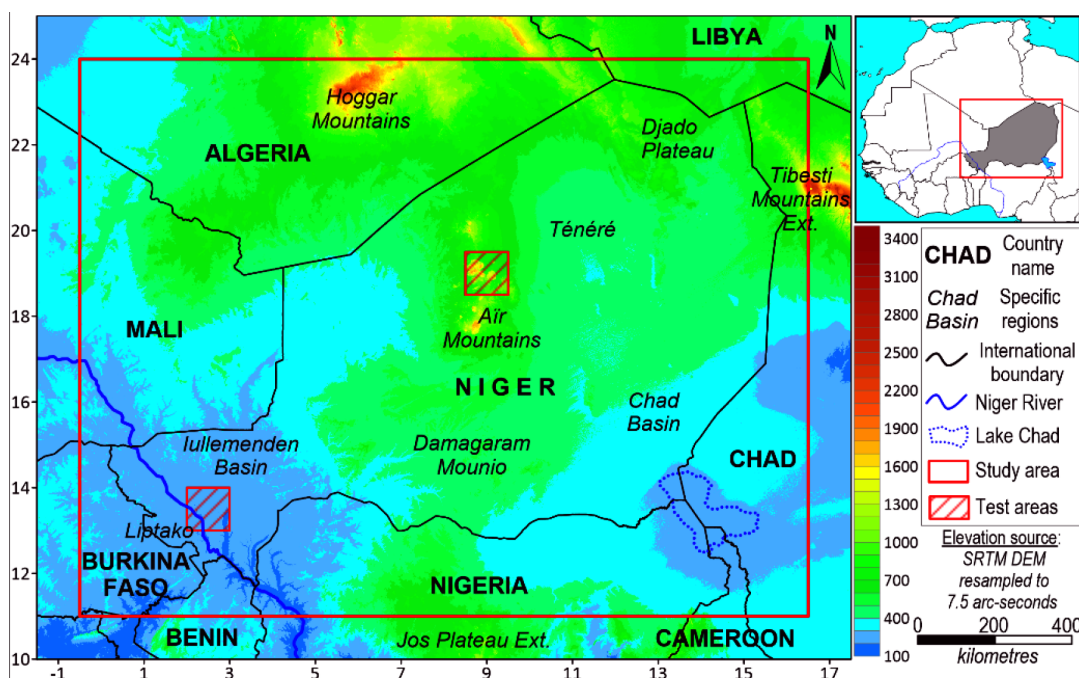 LIBYA
N
24
Hoggar
Mountains
Djado
Plateau
22
ALGERIA
Tibesti
Mountains
Ext.
20
Ténéré
18
MALI
Aïr
Mountains
NIGER
16
Chad
Basin
Iullemenden
Basin
Damagaram
Mounio
CHAD
14
Liptako
BURKINA
FASO
12
NIGERIA
BENIN
Jos Plateau Ext.
CAMEROON
10
-1
1
3
5
7
9
11
13
15
17
3400
3100
2800
2500
2200
1900
1600
1300
1000
700
400
100
CHAD Country
name
Chad
Basin Specific
regions
International
boundary
Niger River
Lake Chad
Study area
Test areas
Elevation source:
SRTM DEM
resampled to
7.5 arc-seconds
0 200 400
kilometres